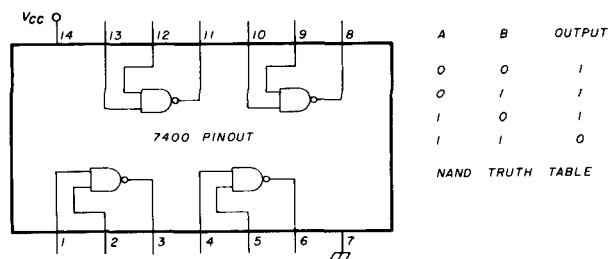 VCC
14 13 12 11 10 9 8
7400 PINOUT
1 2 3 4 5 6 7
A B OUTPUT
0 0 1
0 1 1
1 0 1
1 1 0
NAND TRUTH TABLE